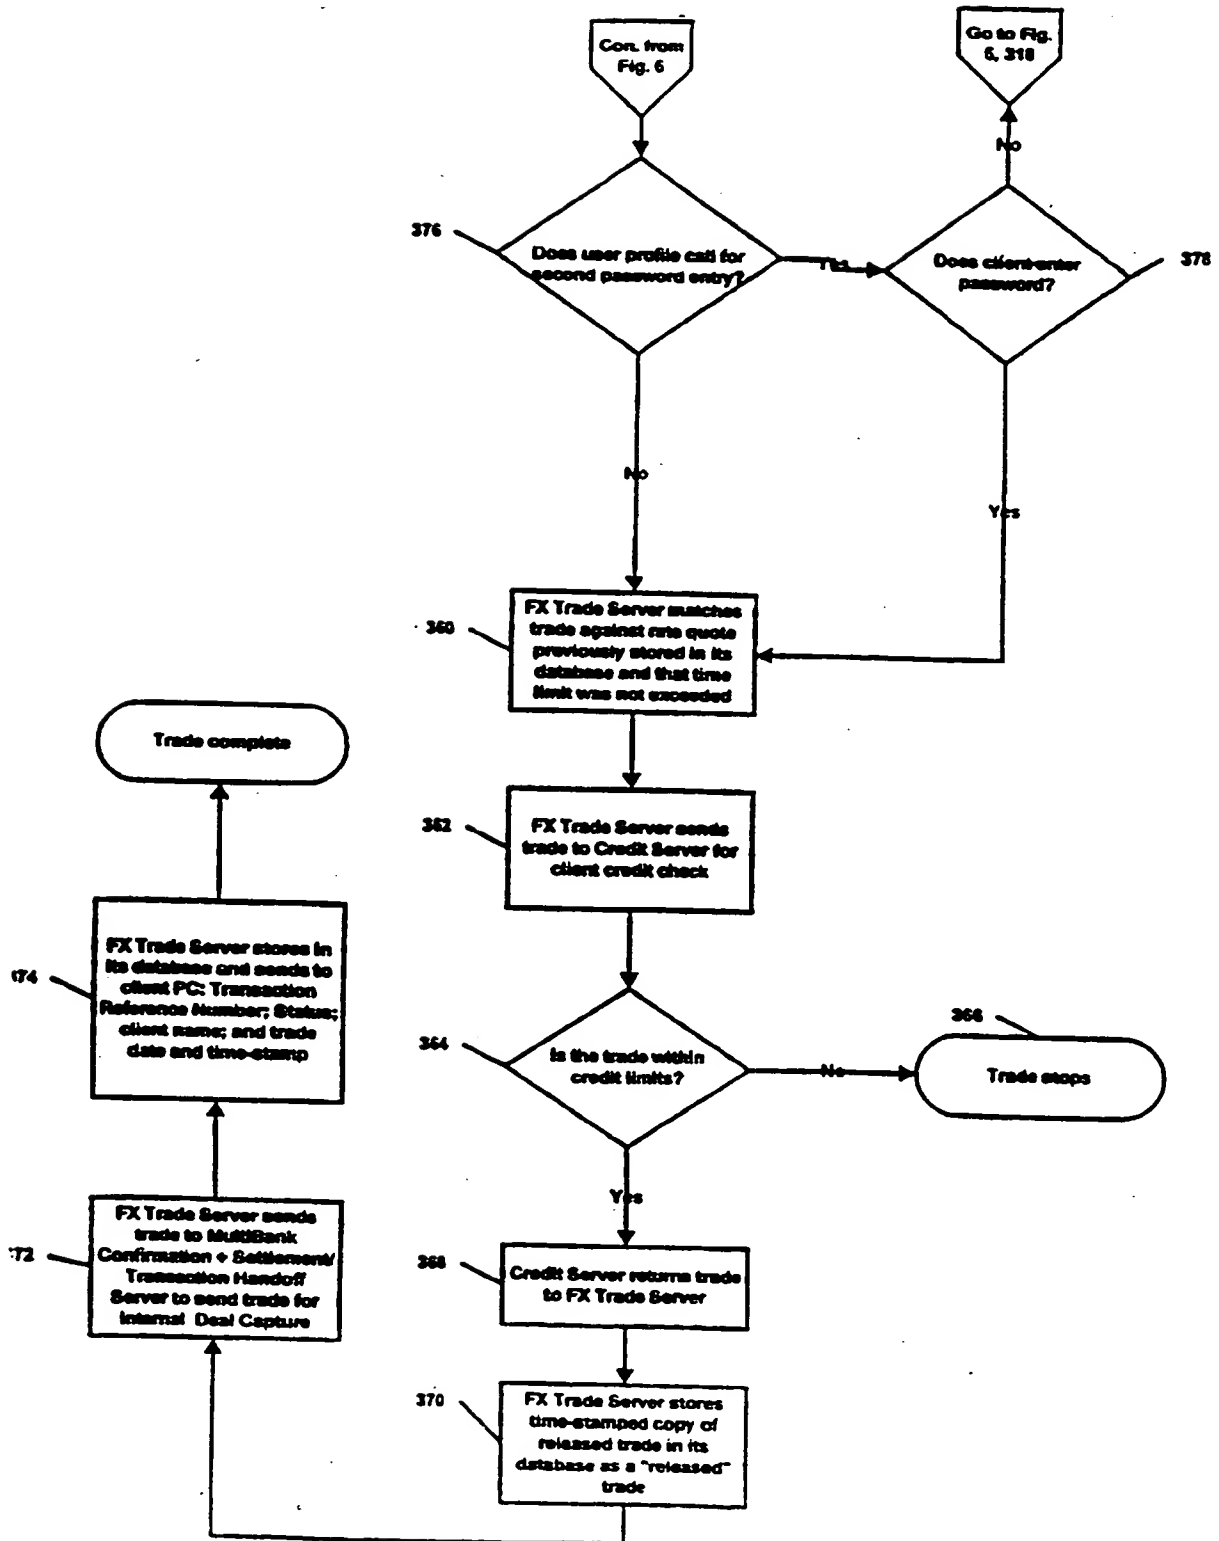 Con. from
Fig. 6
Go to Fig.
5, 318
No
376
Does user profile call for
second password entry?
Yes
Does client enter
password?
378
No
Yes
360
FX Trade Server matches
trade against rate quote
previously stored in its
database and that time
limit was not exceeded
Trade complete
362
FX Trade Server sends
trade to Credit Server for
client credit check
FX Trade Server stores in
its database and sends to
client PC: Transaction
Reference Number; Status;
client name; and trade
date and time-stamp
174
364
Is the trade within
credit limits?
No
366
Trade stops
Yes
FX Trade Server sends
trade to MultiBank
Confirmation + Settlement/
Transaction Handoff
Server to send trade for
Internal Deal Capture
72
368
Credit Server returns trade
to FX Trade Server
370
FX Trade Server stores
time-stamped copy of
released trade in its
database as a "released"
trade